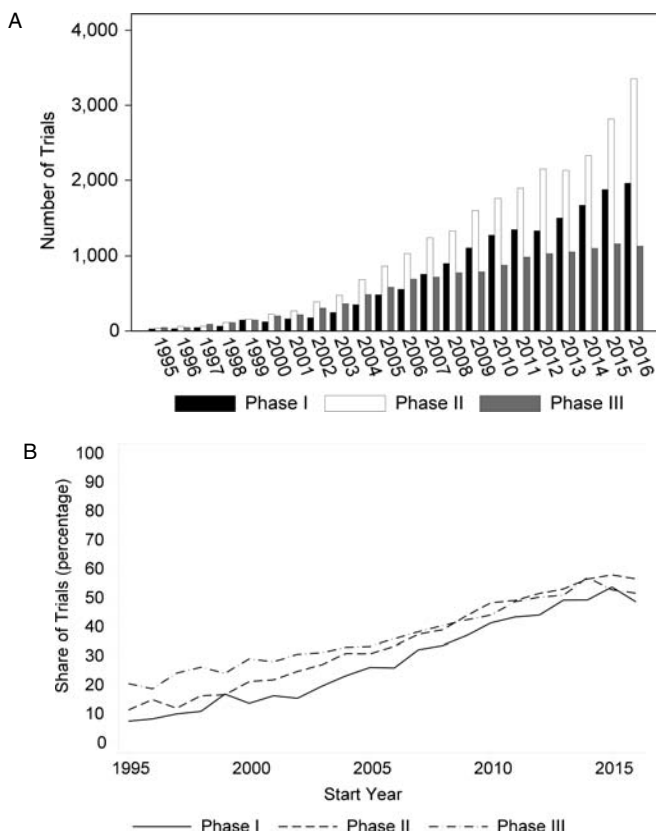 A
Number of Trials
4,000
3,000
2,000
1,000
0
1995 1996 1997 1998 1999 2000 2001 2002 2003 2004 2005 2006 2007 2008 2009 2010 2011 2012 2013 2014 2015 2016
Phase I Phase II Phase III
B
Share of Trials (percentage)
100
90
80
70
60
50
40
30
20
10
0
1995 2000 2005 2010 2015
Start Year
Phase I Phase II Phase III